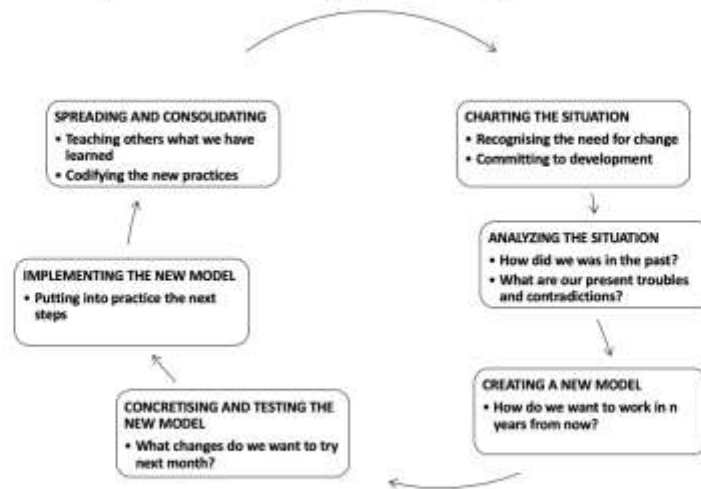 CHARTING THE SITUATION
• Recognising the need for change
• Committing to development
ANALYZING THE SITUATION
• How did we was in the past?
• What are our present troubles
and contradictions?
CREATING A NEW MODEL
• How do we want to work in n
years from now?
CONCRETISING AND TESTING THE
NEW MODEL
• What changes do we want to try
next month?
IMPLEMENTING THE NEW MODEL
• Putting into practice the next
steps
SPREADING AND CONSOLIDATING
• Teaching others what we have
learned
• Codifying the new practices